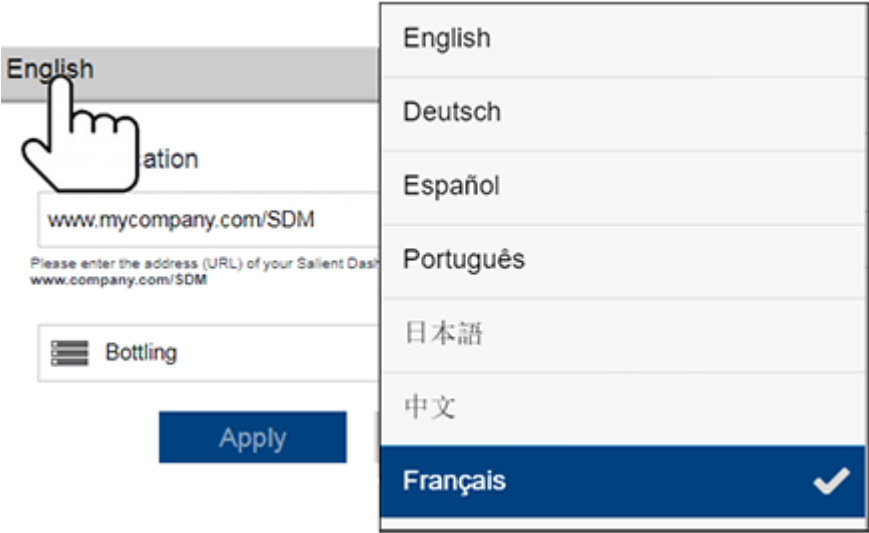 English
ation
www.mycompany.com/SDM
Please enter the address (URL) of your Salient Dash
www.company.com/SDM
Bottling
Apply
English
Deutsch
Español
Português
日本語
中文
Français